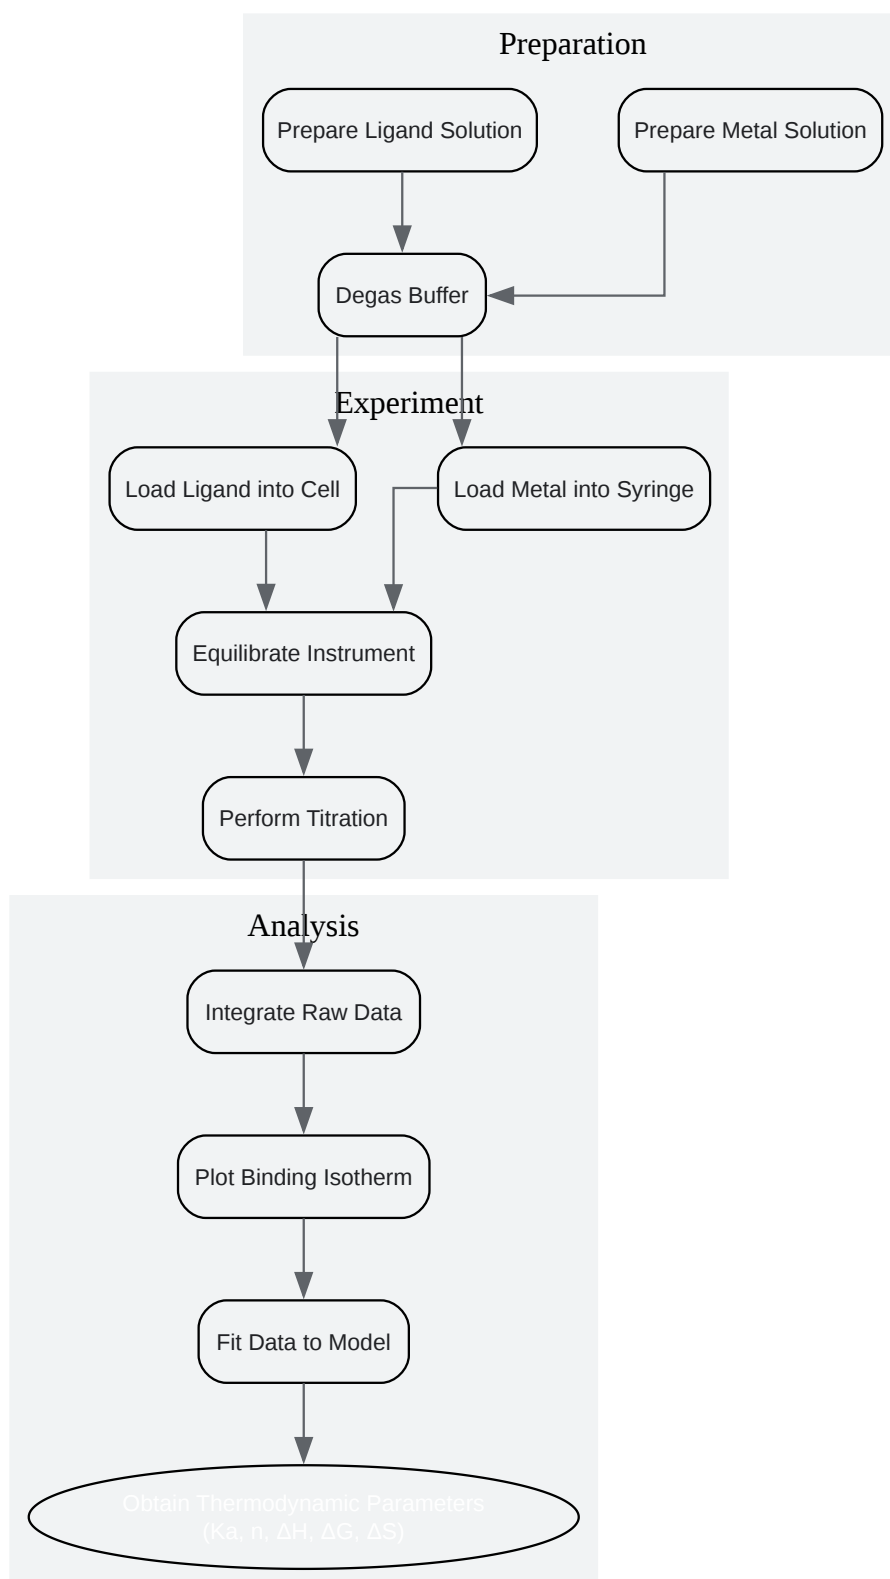 Preparation
Prepare Ligand Solution
Prepare Metal Solution
Degas Buffer
Experiment
Load Ligand into Cell
Load Metal into Syringe
Equilibrate Instrument
Perform Titration
Analysis
Integrate Raw Data
Plot Binding Isotherm
Fit Data to Model
Obtain Thermodynamic Parameters
(Ka, n, ΔH, ΔG, ΔS)